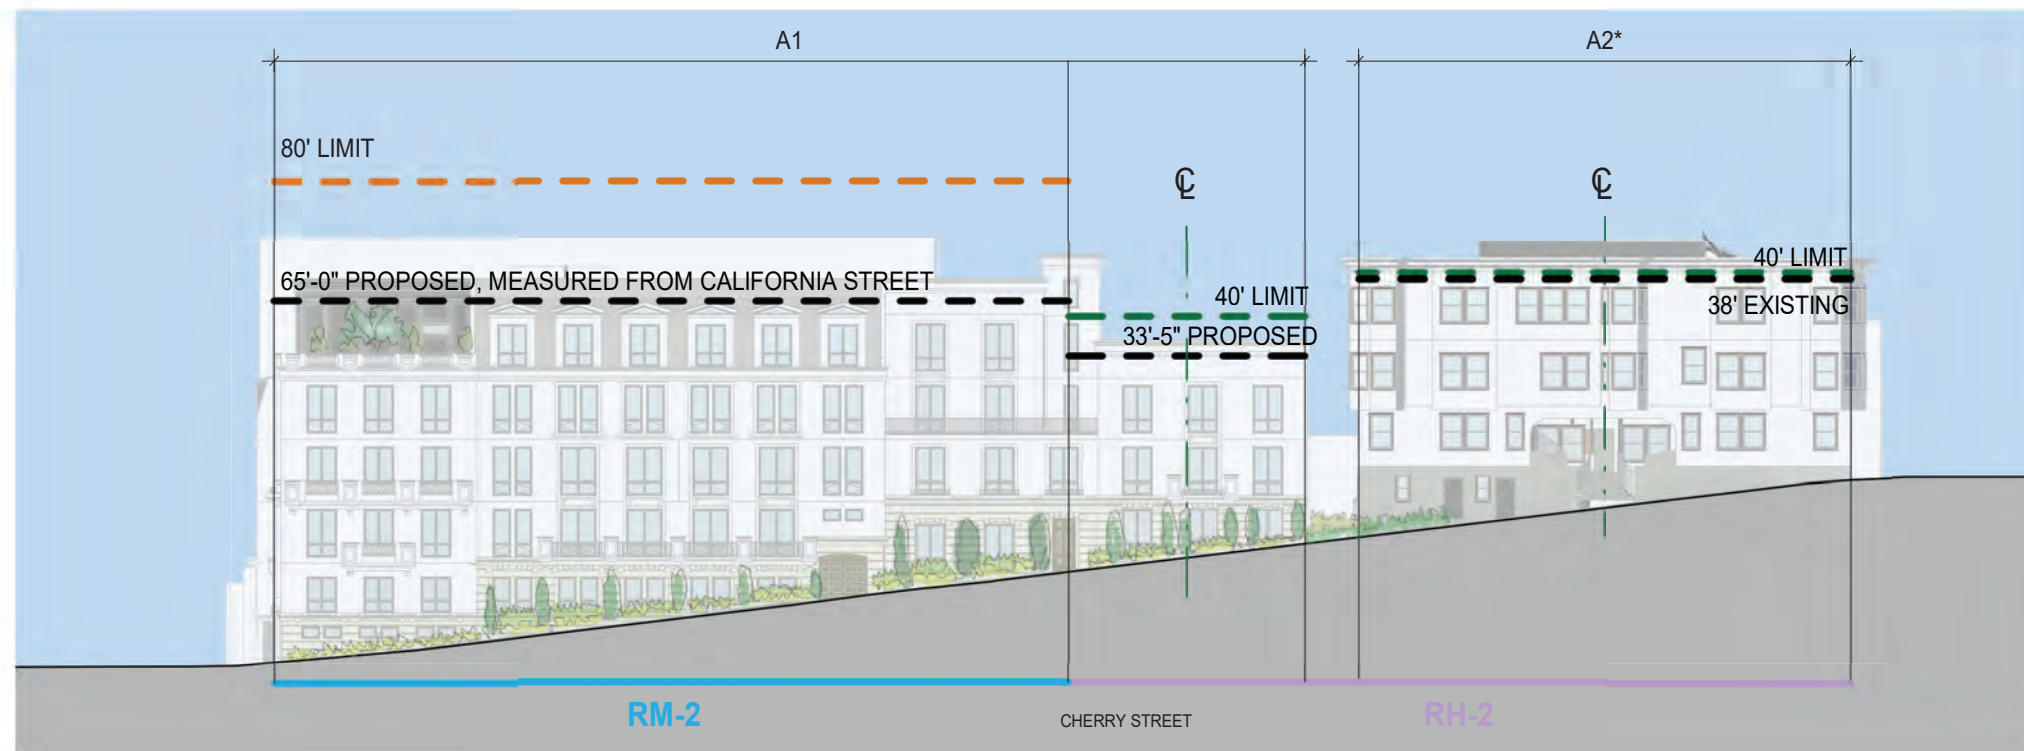 A1
A2*
80' LIMIT
℄
℄
65'-0" PROPOSED, MEASURED FROM CALIFORNIA STREET
40' LIMIT
33'-5" PROPOSED
40' LIMIT
38' EXISTING
RM-2
CHERRY STREET
RH-2